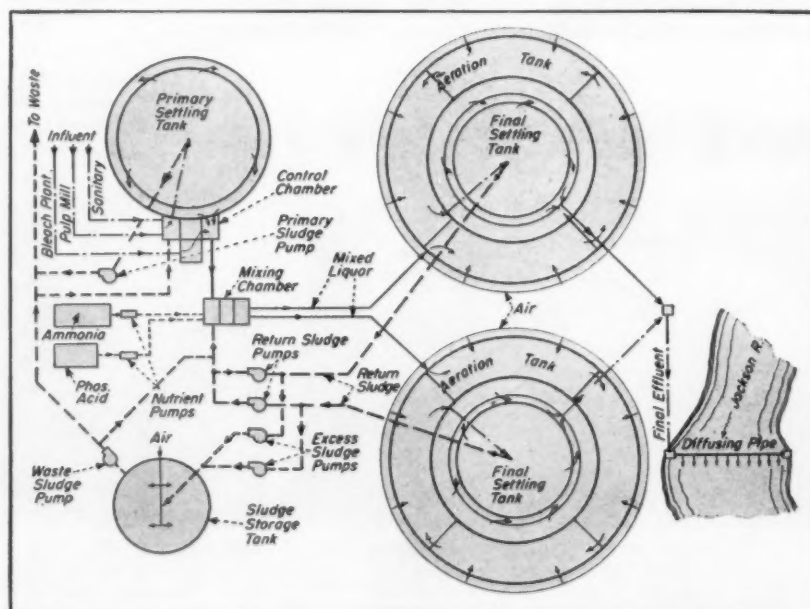 To Waste
Influent
Bleach Plant
Pulp Mill
Sanitary
Primary
Settling
Tank
Control
Chamber
Primary
Sludge
Pump
Mixing
Chamber
Mixed
Liquor
Ammonia
Phos.
Acid
Nutrient
Pumps
Return Sludge
Pumps
Return
Sludge
Excess
Sludge
Pumps
Air
Waste
Sludge
Pump
Sludge
Storage
Tank
Aeration Tank
Final
Settling
Tank
Air
Aeration Tank
Final
Settling
Tank
Final Effluent
Jackson R.
Diffusing Pipe